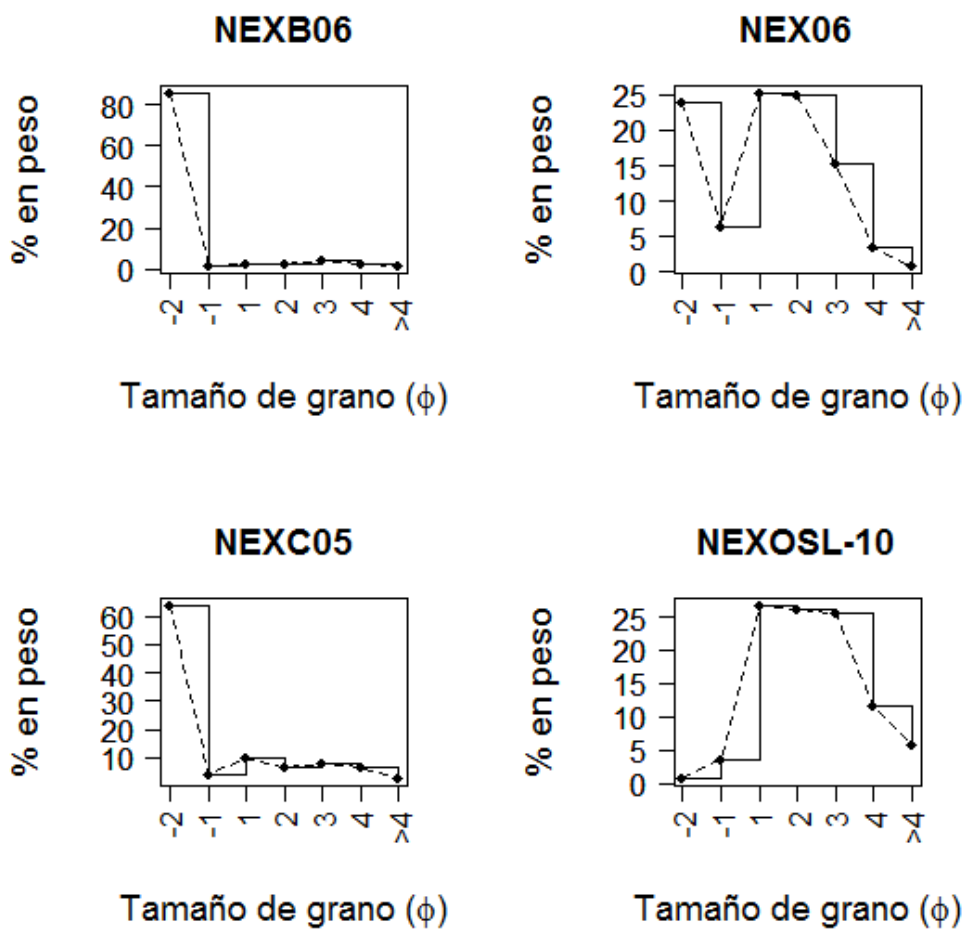 NEXB06
% en peso
80
60
40
20
0
-2 -1 1 2 3 4 >4
Tamaño de grano (ϕ)
NEX06
% en peso
25
20
15
10
5
0
-2 -1 1 2 3 4 >4
Tamaño de grano (ϕ)
NEXC05
% en peso
60
50
40
30
20
10
-2 -1 1 2 3 4 >4
Tamaño de grano (ϕ)
NEXOSL-10
% en peso
25
20
15
10
5
0
-2 -1 1 2 3 4 >4
Tamaño de grano (ϕ)